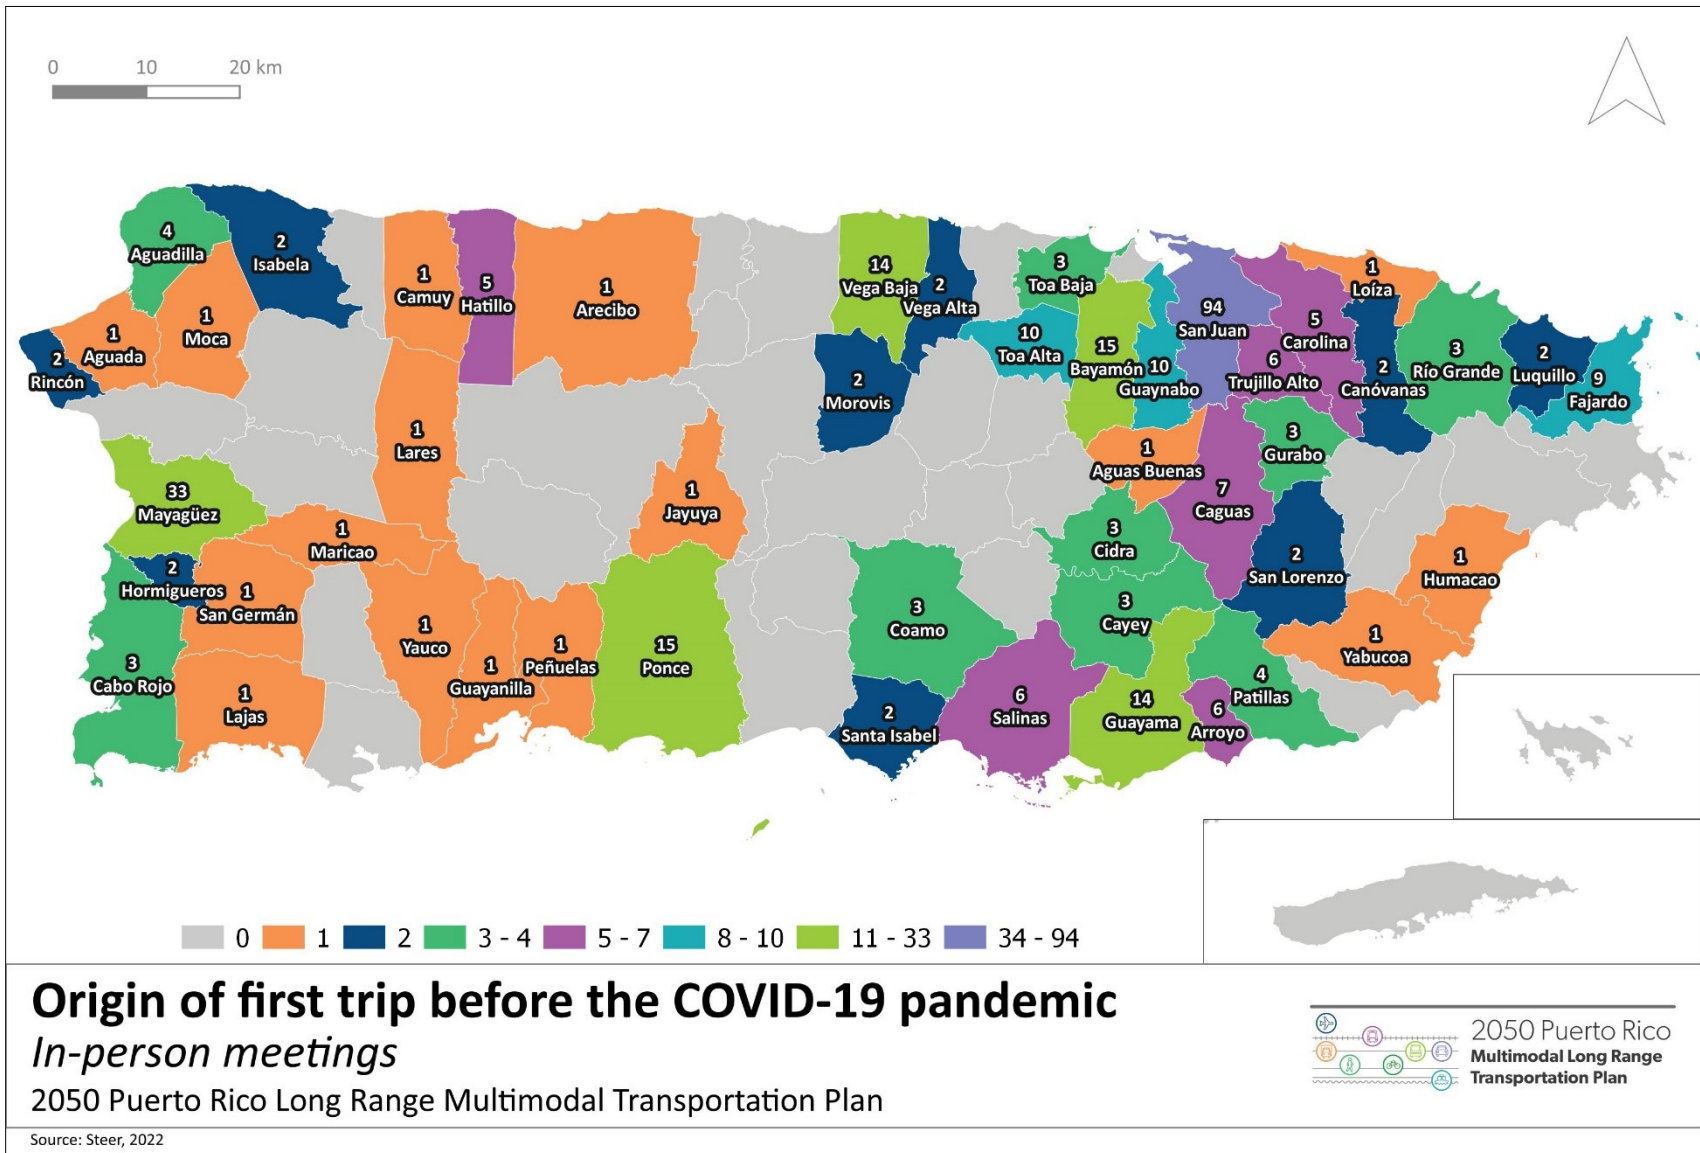 0 10 20 km
4
Aguadilla
2
Isabela
1
Camuy
5
Hatillo
1
Arecibo
14
Vega Baja
2
Vega Alta
3
Toa Baja
10
Toa Alta
15
Bayamón
10
Guaynabo
94
San Juan
5
Carolina
6
Trujillo Alto
1
Loíza
2
Canóvanas
3
Río Grande
2
Luquillo
9
Fajardo
1
Moca
1
Aguada
2
Rincón
2
Morovis
1
Lares
1
Jayuya
1
Aguas Buenas
3
Gurabo
7
Caguas
33
Mayagüez
1
Maricao
3
Cidra
2
San Lorenzo
1
Humacao
2
Hormigueros
1
San Germán
1
Yauco
1
Guayanilla
1
Peñuelas
15
Ponce
3
Coamo
3
Cayey
1
Yabucoa
3
Cabo Rojo
1
Lajas
2
Santa Isabel
6
Salinas
14
Guayama
6
Arroyo
4
Patillas
0 1 2 3 - 4 5 - 7 8 - 10 11 - 33 34 - 94
Origin of first trip before the COVID-19 pandemic
In-person meetings
2050 Puerto Rico Long Range Multimodal Transportation Plan
2050 Puerto Rico
Multimodal Long Range
Transportation Plan
Source: Steer, 2022